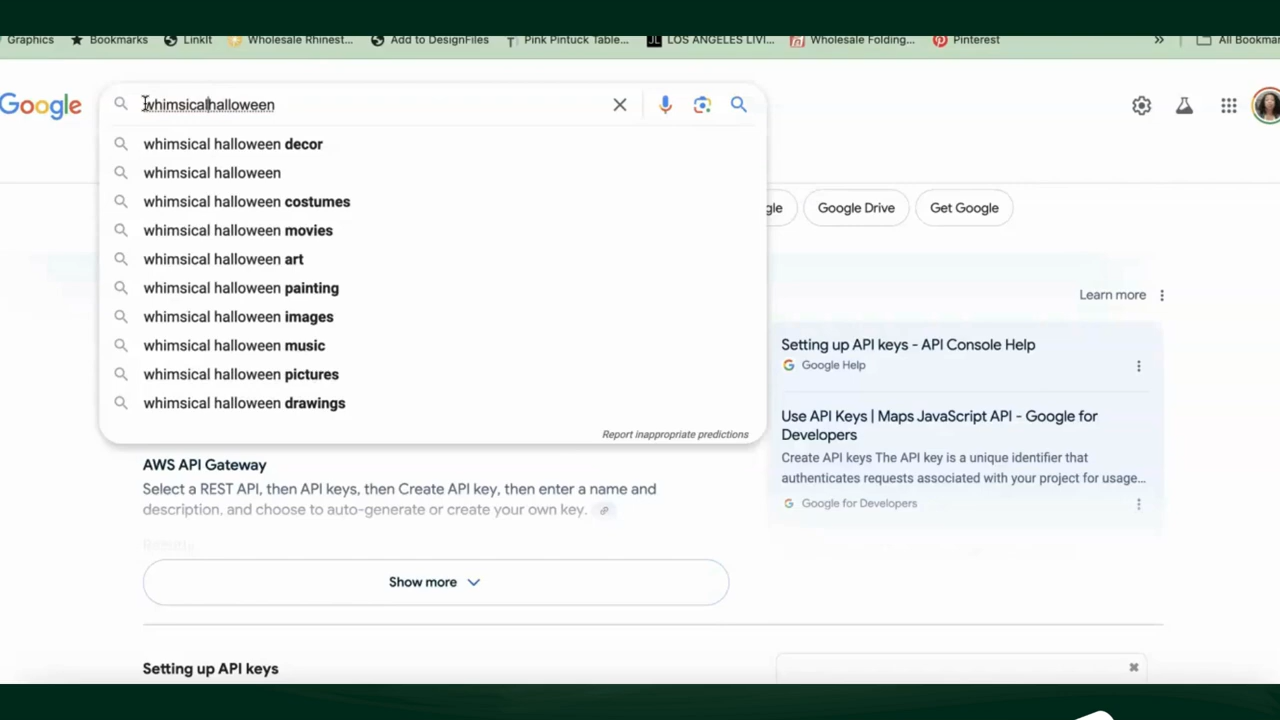 Graphics Bookmarks LinkIt Wholesale Rhinest... Add to DesignFiles Pink Pintuck Table... LOS ANGELES LIVI... Wholesale Folding... Pinterest » All Bookmar
Google whimsicalhalloween
whimsical halloween decor
whimsical halloween
whimsical halloween costumes
gle Google Drive Get Google
whimsical halloween movies
whimsical halloween art
whimsical halloween painting
Learn more
whimsical halloween images
whimsical halloween music
whimsical halloween pictures
whimsical halloween drawings
Report inappropriate predictions
Setting up API keys - API Console Help
Google Help
Use API Keys | Maps JavaScript API - Google for
Developers
Create API keys The API key is a unique identifier that
authenticates requests associated with your project for usage...
Google for Developers
AWS API Gateway
Select a REST API, then API keys, then Create API key, then enter a name and
description, and choose to auto-generate or create your own key.
Show more
Setting up API keys